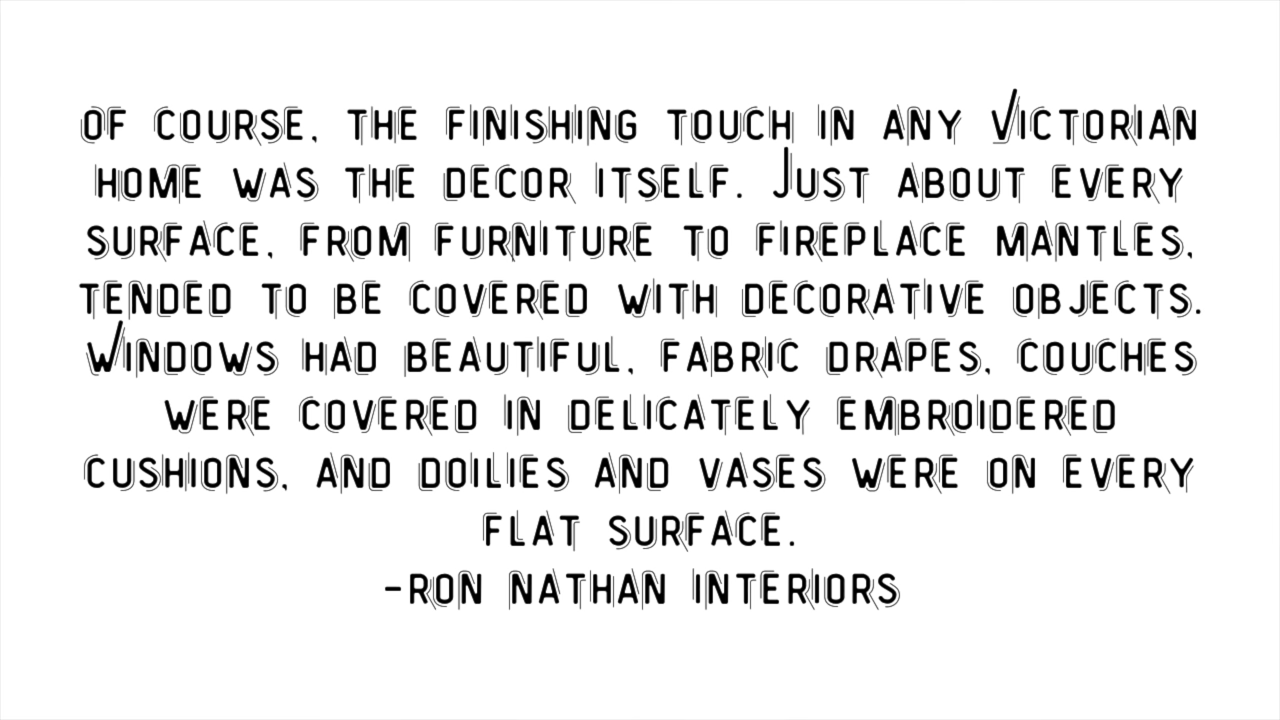 OF COURSE, THE FINISHING TOUCH IN ANY VICTORIAN
HOME WAS THE DECOR ITSELF. JUST ABOUT EVERY
SURFACE, FROM FURNITURE TO FIREPLACE MANTLES,
TENDED TO BE COVERED WITH DECORATIVE OBJECTS.
WINDOWS HAD BEAUTIFUL, FABRIC DRAPES, COUCHES
WERE COVERED IN DELICATELY EMBROIDERED
CUSHIONS, AND DOILIES AND VASES WERE ON EVERY
FLAT SURFACE.
-RON NATHAN INTERIORS